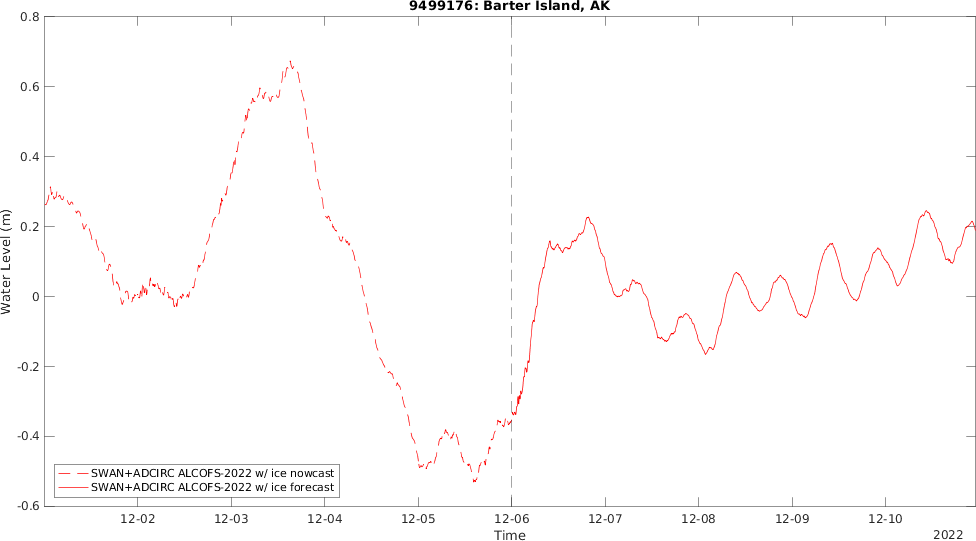 9499176: Barter Island, AK
0.8
0.6
0.4
0.2
0
-0.2
-0.4
-0.6
Water Level (m)
SWAN+ADCIRC ALCOFS-2022 w/ ice nowcast
SWAN+ADCIRC ALCOFS-2022 w/ ice forecast
12-02 12-03 12-04 12-05 12-06 12-07 12-08 12-09 12-10
Time
2022